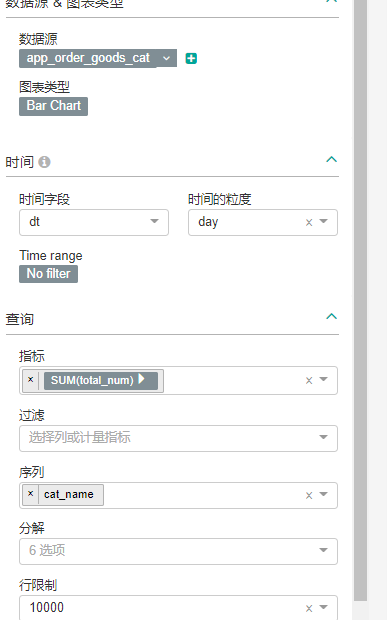 数据源 & 图表类型
数据源
app_order_goods_cat
图表类型
Bar Chart
时间
时间字段 时间的粒度
dt day
Time range
No filter
查询
指标
SUM(total_num)
过滤
选择列或计量指标
序列
cat_name
分解
6 选项
行限制
10000